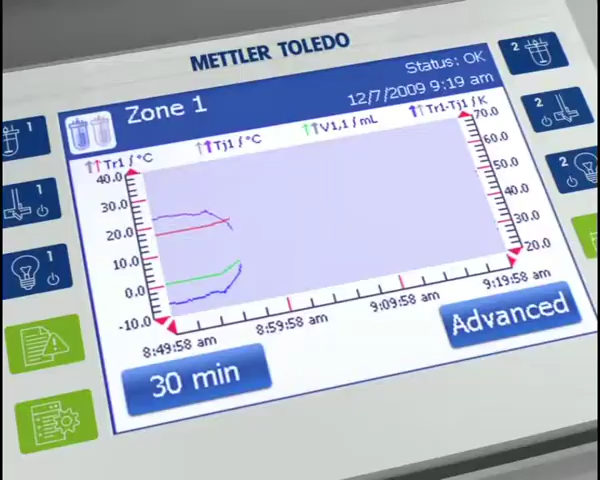 METTLER TOLEDO
Status: OK
Zone 1
12/7/2009 9:19 am
Tr1 / °C
Tj1 / °C
V1,1 / mL
Tr1-Tj1 / K
40.0
30.0
20.0
10.0
0.0
-10.0
70.0
60.0
50.0
40.0
30.0
20.0
8:49:58 am
8:59:58 am
9:09:58 am
9:19:58 am
30 min
Advanced
1
1
1
2
2
2